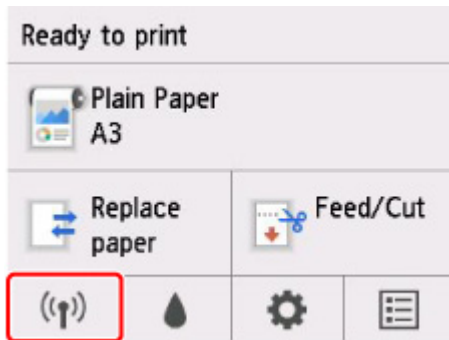 Ready to print
Plain Paper
A3
Replace
paper
Feed/Cut